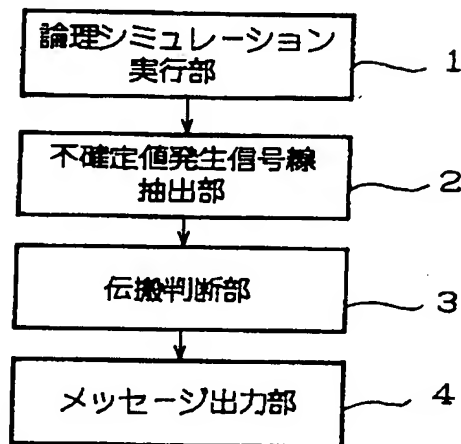 論理シミュレーション
実行部
1
不確定値発生信号線
抽出部
2
伝搬判断部
3
メッセージ出力部
4